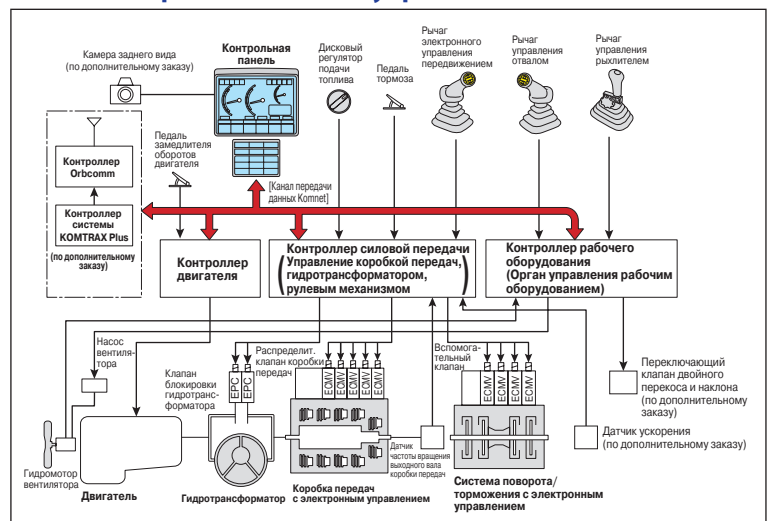 Камера заднего вида
(по дополнительному заказу)
Контрольная
панель
Дисковый
регулятор
подачи
топлива
Педаль
тормоза
Рычаг
электронного
управления
передвижением
Рычаг
управления
отвалом
Рычаг
управления
рыхлителем
Контроллер
Orbcomm
Контроллер
системы
KOMTRAX Plus
(по дополнительному
заказу)
Педаль
замедлителя
оборотов
двигателя
[Канал передачи
данных Komnet]
Контроллер
двигателя
Контроллер силовой передачи
(Управление коробкой передач,
гидротрансформатором,
рулевым механизмом)
Контроллер рабочего
оборудования
(Орган управления рабочим
оборудованием)
Насос
вентиля-
тора
Клапан
блокировки
гидротранс-
форматора
Распределит.
клапан коробки
передач
Вспомога-
тельный
клапан
EPC
EPC
ECMV
ECMV
ECMV
ECMV
ECMV
ECMV
ECMV
ECMV
ECMV
Переключающий
клапан двойного
перекоса и наклона
(по дополнительному
заказу)
Датчик ускорения
(по дополнительному заказу)
Датчик
частоты вращения
выходного вала
коробки передач
Гидромотор
вентилятора
Двигатель
Гидротрансформатор
Коробка передач
с электронным управлением
Система поворота/
торможения с электронным
управлением